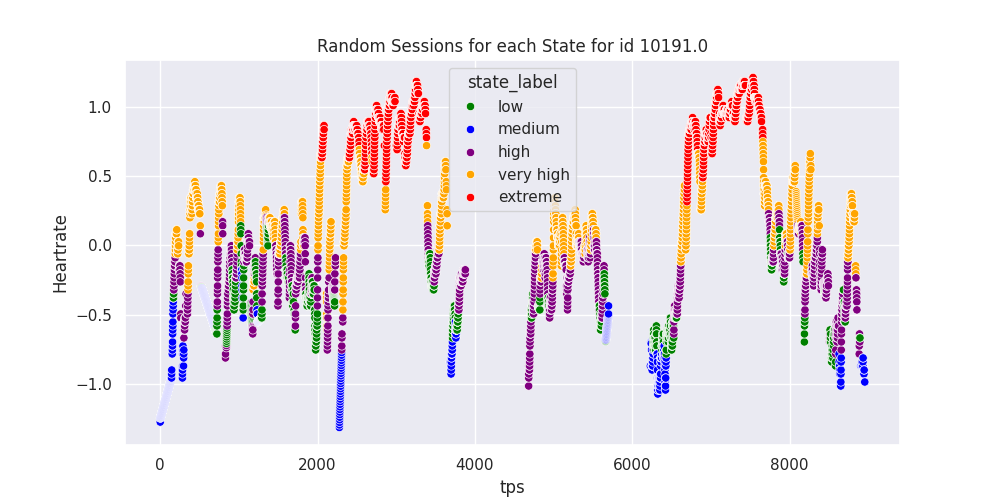 Random Sessions for each State for id 10191.0
state_label
low
medium
high
very high
extreme
1.0
0.5
0.0
−0.5
−1.0
Heartrate
0
2000
4000
6000
8000
tps